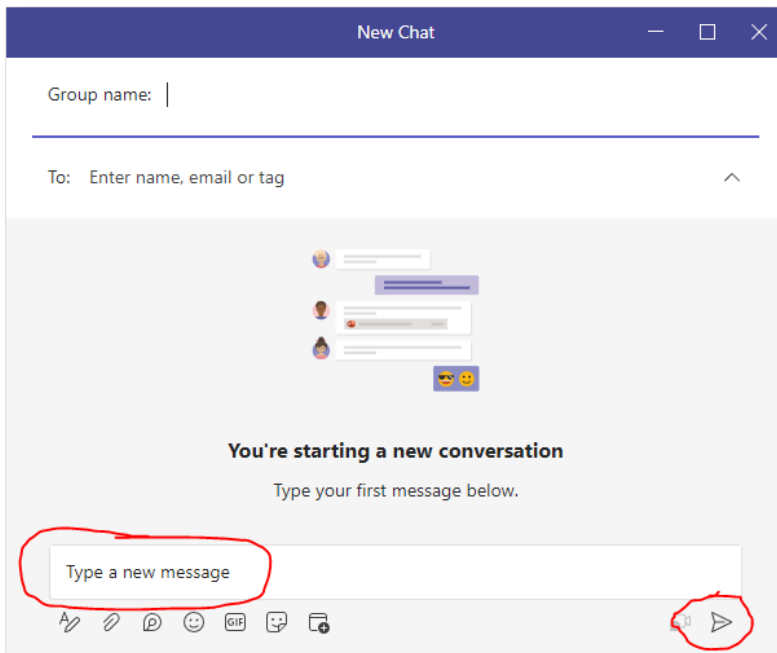 New Chat
Group name:
To: Enter name, email or tag
You're starting a new conversation
Type your first message below.
Type a new message
GIF